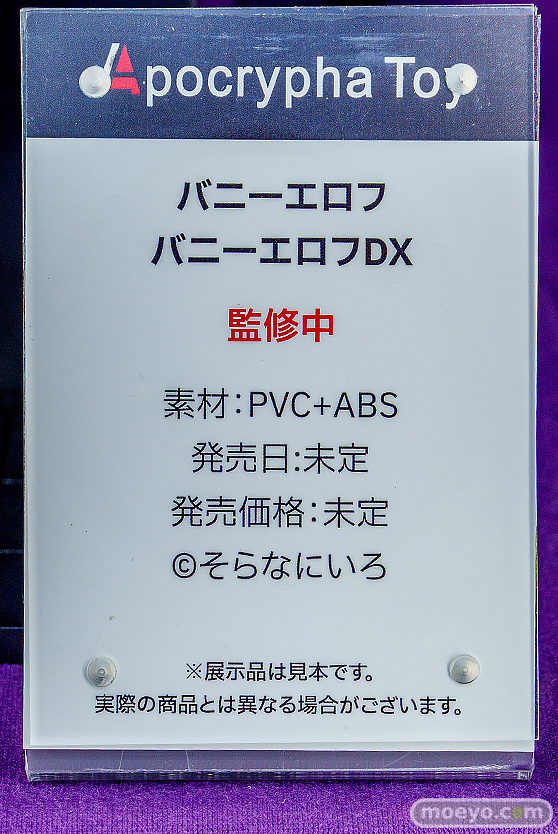 Apocrypha Toy
バニーエロフ
バニーエロフDX
監修中
素材：PVC+ABS
発売日:未定
発売価格：未定
©そらなにいろ
※展示品は見本です。
実際の商品とは異なる場合がございます。
moeyo.com